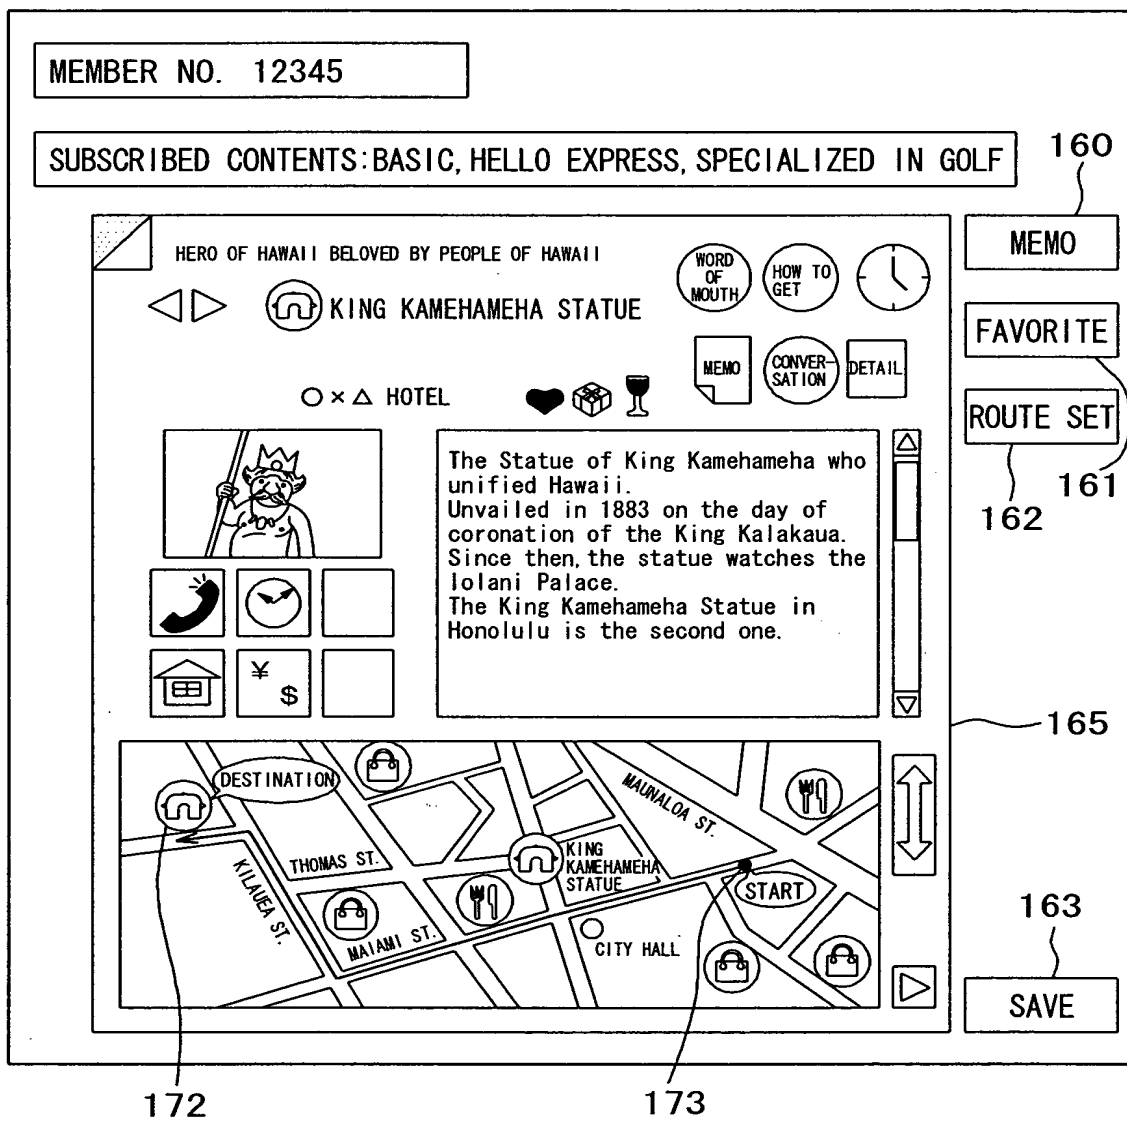 MEMBER NO. 12345
SUBSCRIBED CONTENTS:BASIC, HELLO EXPRESS, SPECIALIZED IN GOLF
160
MEMO
HERO OF HAWAII BELOVED BY PEOPLE OF HAWAII
WORD
OF
MOUTH
HOW TO
GET
KING KAMEHAMEHA STATUE
FAVORITE
MEMO
CONVER-
SATION
DETAIL
○×△ HOTEL
ROUTE SET
161
162
The Statue of King Kamehameha who
unified Hawaii.
Unvailed in 1883 on the day of
coronation of the King Kalakaua.
Since then, the statue watches the
Iolani Palace.
The King Kamehameha Statue in
Honolulu is the second one.
¥
$
165
DESTINATION
MAUNALOA ST.
THOMAS ST.
KING
KAMEHAMEHA
STATUE
KILAUEA ST.
START
MAIAMI ST.
CITY HALL
163
SAVE
172
173